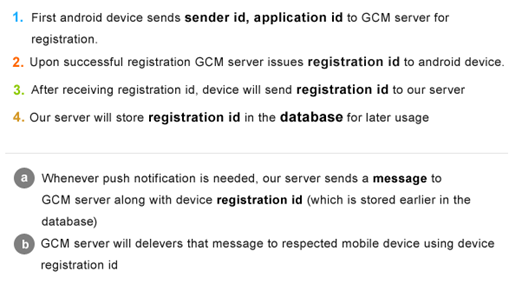 1. First android device sends sender id, application id to GCM server for
registration.
2. Upon successful registration GCM server issues registration id to android device.
3. After receiving registration id, device will send registration id to our server
4. Our server will store registration id in the database for later usage
a Whenever push notification is needed, our server sends a message to
GCM server along with device registration id (which is stored earlier in the
database)
b GCM server will delevers that message to respected mobile device using device
registration id